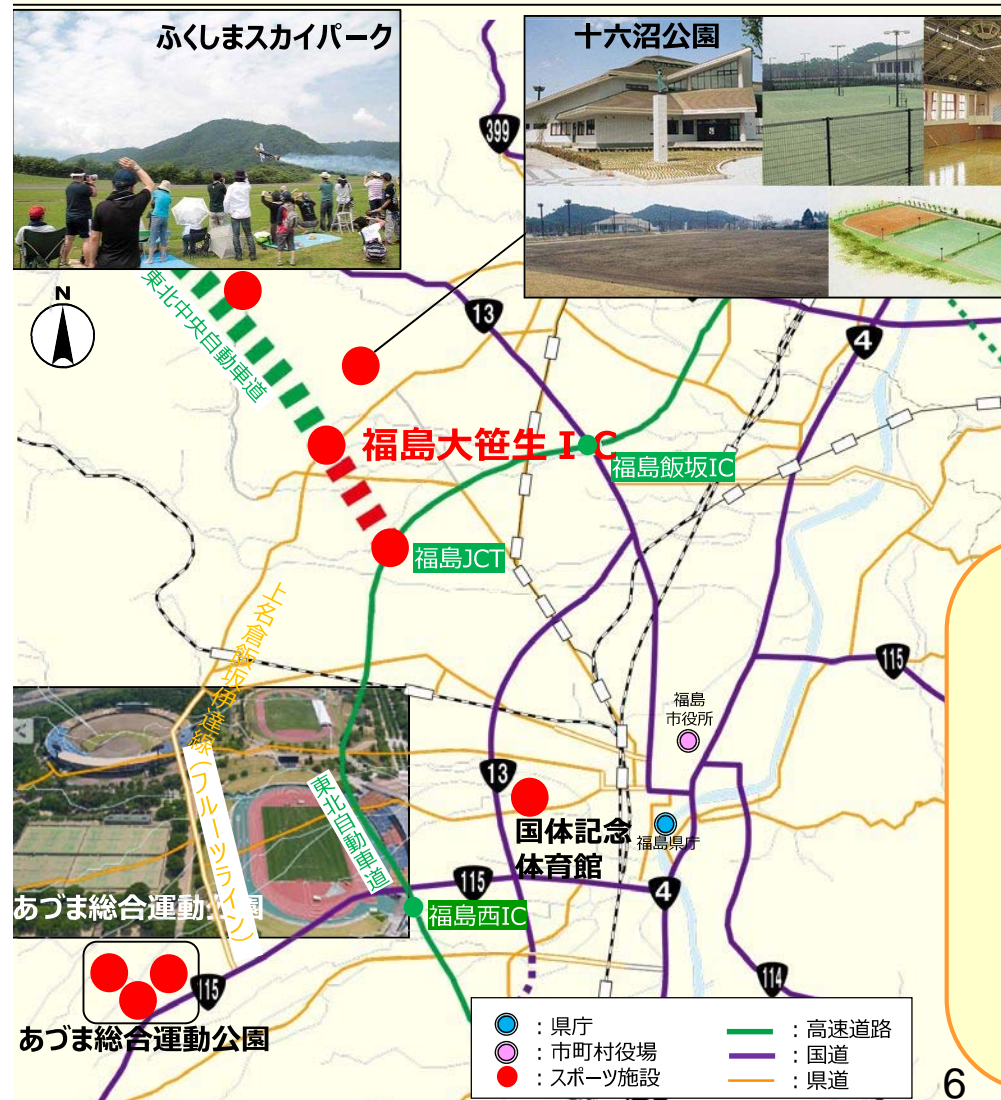 ふくしまスカイパーク
十六沼公園
399
N
東北中央自動車道
13
4
福島大笹生ＩＣ
福島飯坂IC
福島JCT
上名倉飯坂伊達線(フルーツライン)
115
福島
市役所
13
東北自動車道
国体記念
体育館
福島県庁
115
4
あづま総合運動公園
福島西IC
115
114
あづま総合運動公園
：県庁
：市町村役場
：スポーツ施設
：高速道路
：国道
：県道
6